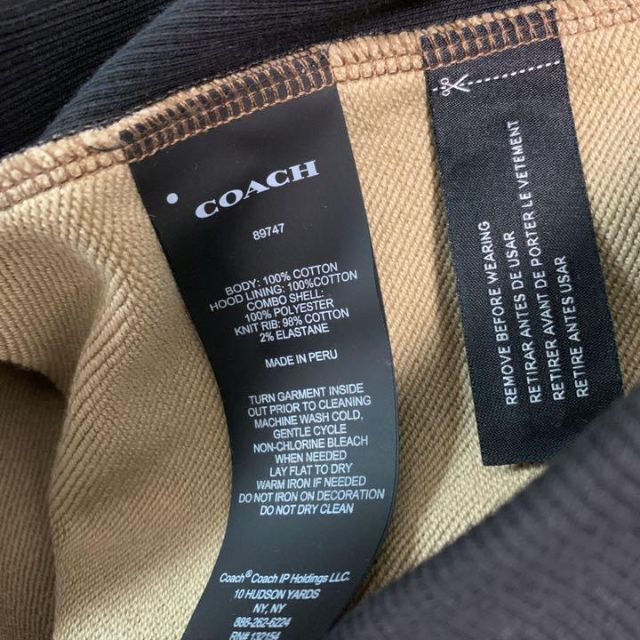 COACH
89747
BODY: 100% COTTON
HOOD LINING: 100%COTTON
COMBO SHELL:
100% POLYESTER
KNIT RIB: 98% COTTON
2% ELASTANE
MADE IN PERU
TURN GARMENT INSIDE
OUT PRIOR TO CLEANING
MACHINE WASH COLD,
GENTLE CYCLE
NON-CHLORINE BLEACH
WHEN NEEDED
LAY FLAT TO DRY
WARM IRON IF NEEDED
DO NOT IRON ON DECORATION
DO NOT DRY CLEAN
Coach® Coach IP Holdings LLC.
10 HUDSON YARDS
NY, NY
888-262-6224
RN# 132154
REMOVE BEFORE WEARING
RETIRAR ANTES DE USAR
RETIRER AVANT DE PORTER LE VETEMENT
RETIRE ANTES USAR